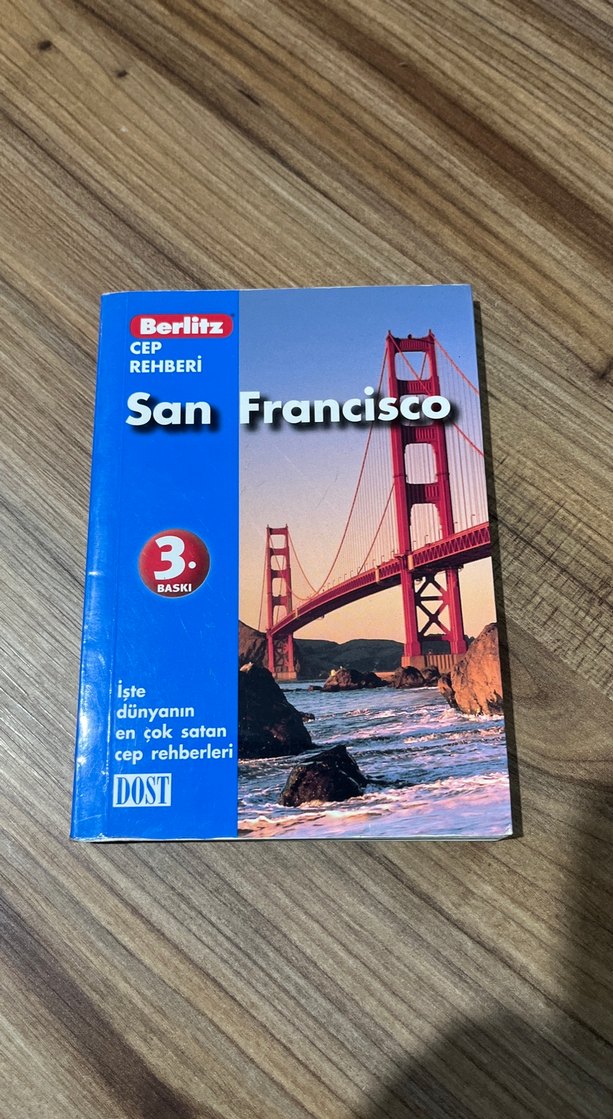 Berlitz
CEP
REHBERİ
San Francisco
3.
BASKI
İşte
dünyanın
en çok satan
cep rehberleri
DOST